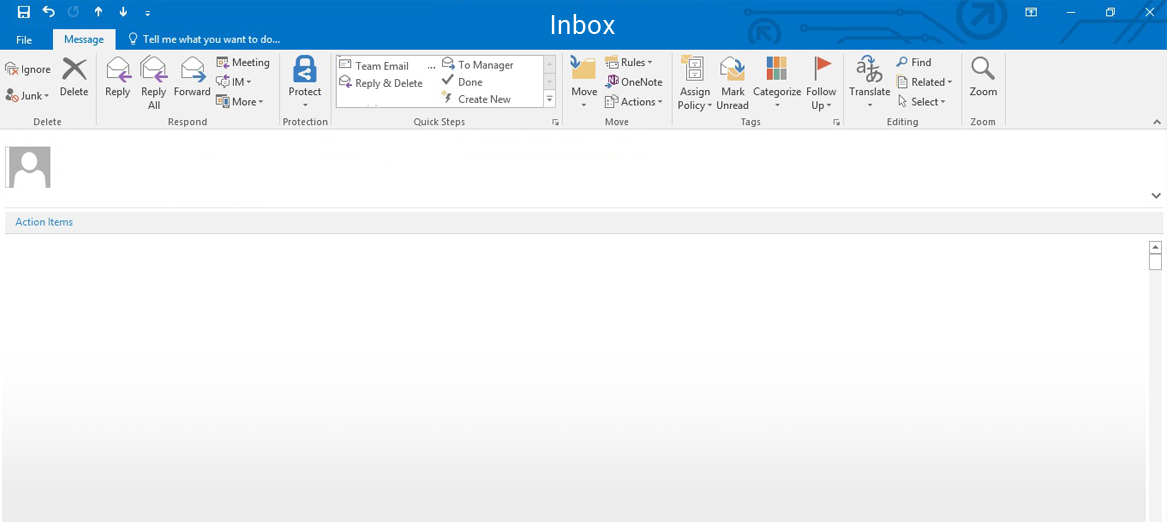 Inbox
File Message Tell me what you want to do...
Ignore
Junk
Delete
Reply
Reply All
Forward
Meeting
IM
More
Protect
Team Email ...
Reply & Delete
To Manager
Done
Create New
Move
Rules
OneNote
Actions
Assign Policy
Mark Unread
Categorize
Follow Up
Translate
Find
Related
Select
Zoom
Delete Respond Protection Quick Steps Move Tags Editing Zoom
Action Items